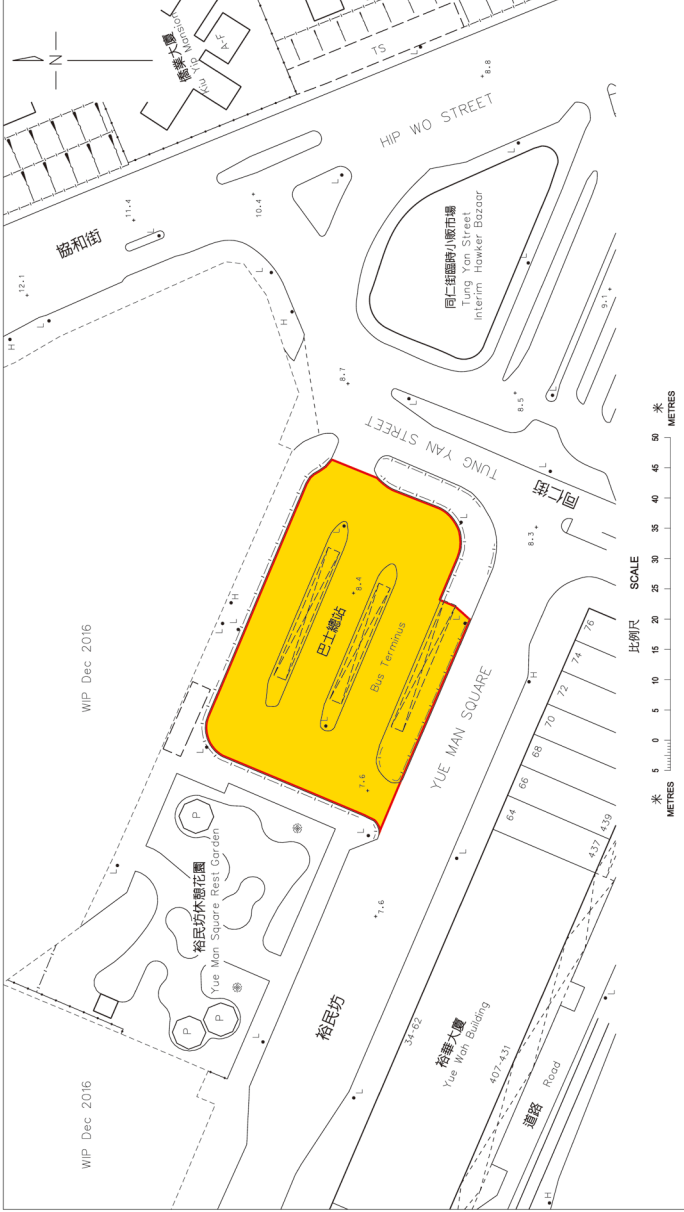 N
僑業大廈
Kiu Yip Mansion
A-F
TS
8.8
HIP WO STREET
協和街
11.4
10.4
12.1
H
L
L
L
L
L
H
L
同仁街臨時小販市場
Tung Yan Street
Interim Hawker Bazaar
L
9.1
8.7
L
8.5
L
TUNG YAN STREET
L
同仁街
8.3
WIP Dec 2016
H
L
L
L
L
巴士總站
Bus Terminus
8.4
L
L
L
7.6
YUE MAN SQUARE
H
76
74
72
70
68
66
64
439
437
P
L
L
裕民坊休憩花園
Yue Man Square Rest Garden
P
P
L
7.6
L
裕民坊
L
34-62
裕華大廈
Yue Wah Building
407-431
道路 Road
L
H
WIP Dec 2016
比例尺 SCALE
米
METRES
5 0 5 10 15 20 25 30 35 40 45 50
米
METRES